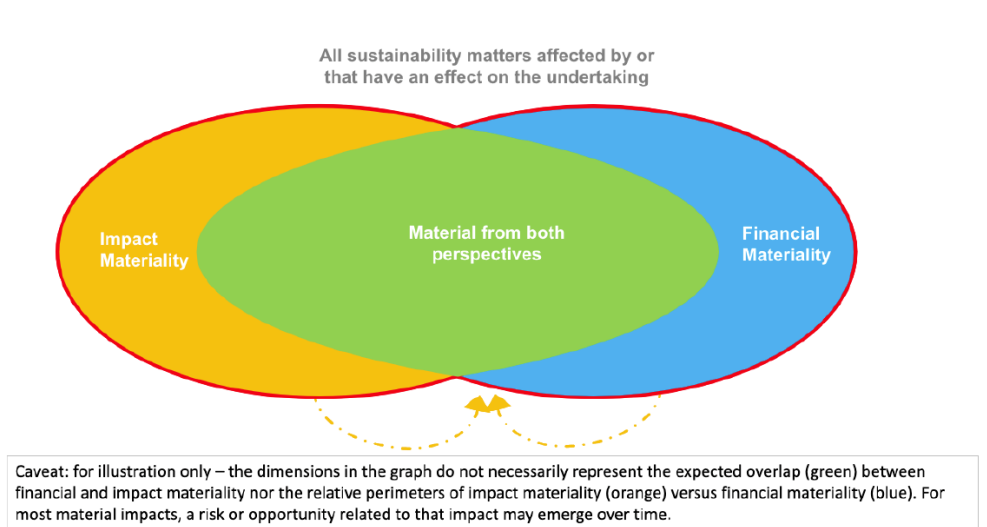 All sustainability matters affected by or
that have an effect on the undertaking
Impact
Materiality
Material from both
perspectives
Financial
Materiality
Caveat: for illustration only – the dimensions in the graph do not necessarily represent the expected overlap (green) between
financial and impact materiality nor the relative perimeters of impact materiality (orange) versus financial materiality (blue). For
most material impacts, a risk or opportunity related to that impact may emerge over time.